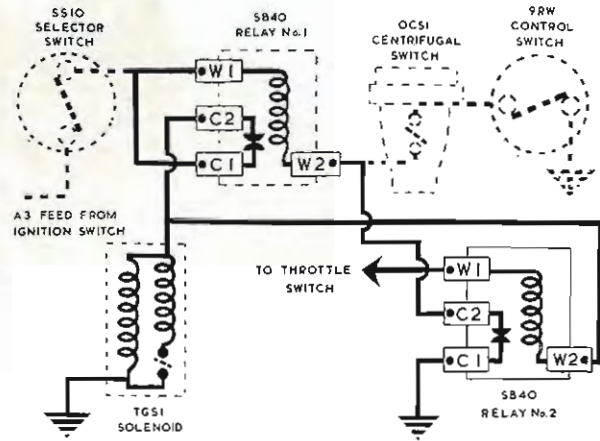 SS10
SELECTOR
SWITCH
SB40
RELAY No.1
OCS1
CENTRIFUGAL
SWITCH
9RW
CONTROL
SWITCH
W1
C2
C1
W2
A3 FEED FROM
IGNITION SWITCH
TO THROTTLE
SWITCH
W1
C2
C1
W2
TGS1
SOLENOID
SB40
RELAY No.2